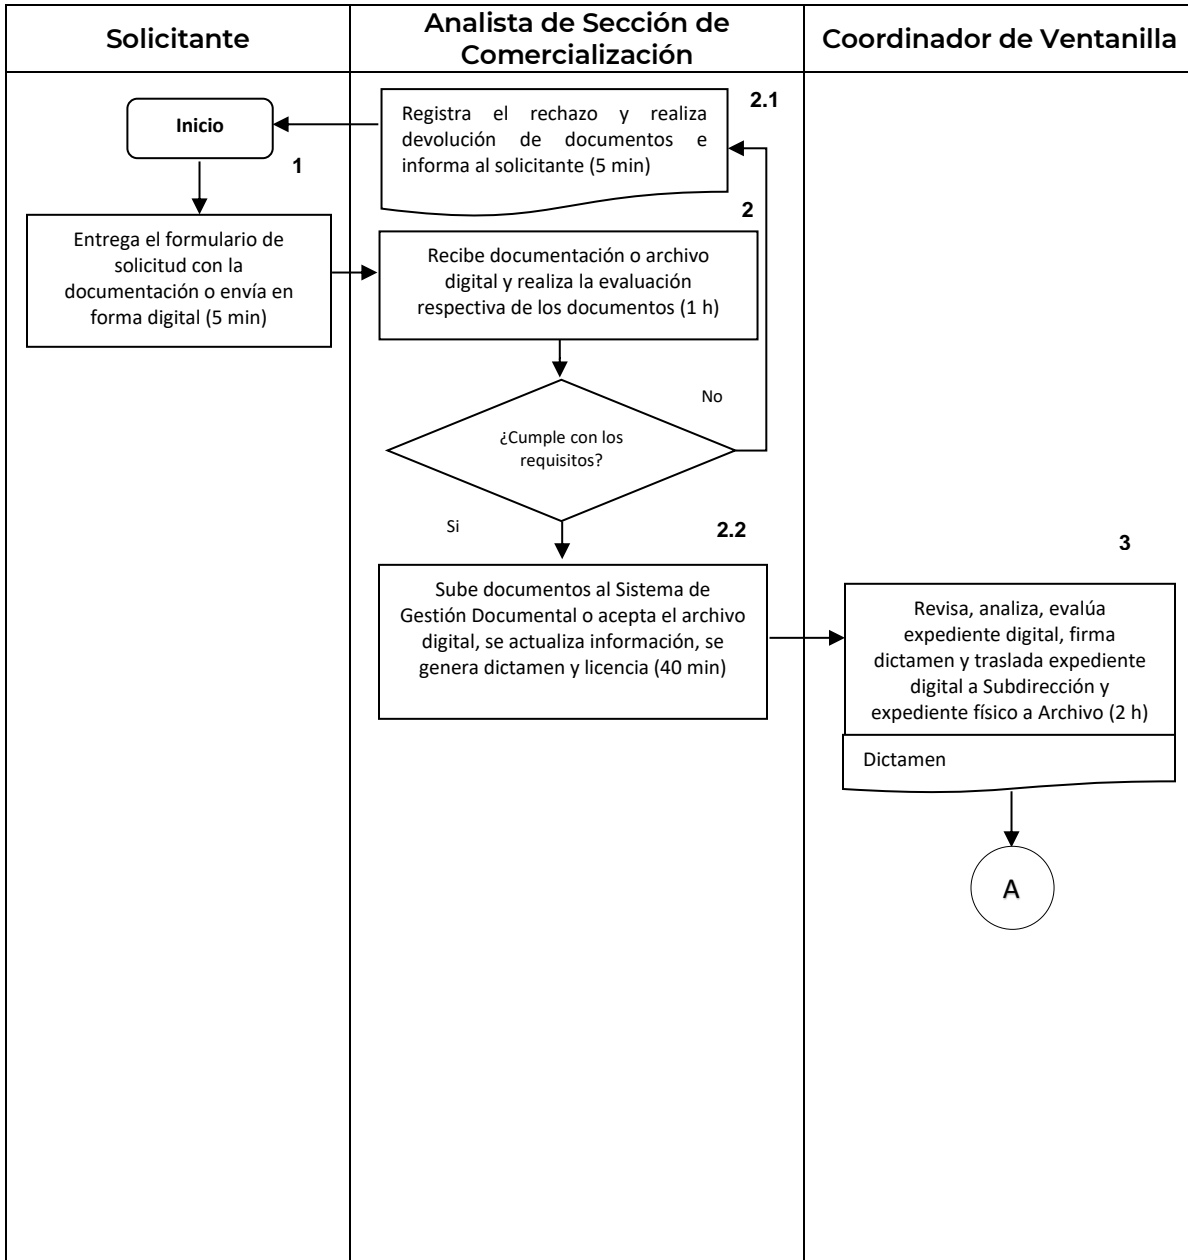 Solicitante
Analista de Sección de
Comercialización
Coordinador de Ventanilla
Inicio
1
Entrega el formulario de
solicitud con la
documentación o envía en
forma digital (5 min)
2.1
Registra el rechazo y realiza
devolución de documentos e
informa al solicitante (5 min)
2
Recibe documentación o archivo
digital y realiza la evaluación
respectiva de los documentos (1 h)
No
¿Cumple con los
requisitos?
Si
2.2
Sube documentos al Sistema de
Gestión Documental o acepta el archivo
digital, se actualiza información, se
genera dictamen y licencia (40 min)
3
Revisa, analiza, evalúa
expediente digital, firma
dictamen y traslada expediente
digital a Subdirección y
expediente físico a Archivo (2 h)
Dictamen
A